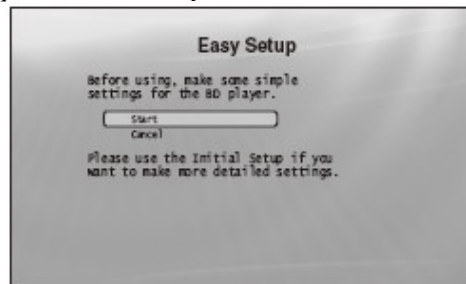 Easy Setup
Before using, make some simple
settings for the BD player.
Start
Cancel
Please use the Initial Setup if you
want to make more detailed settings.